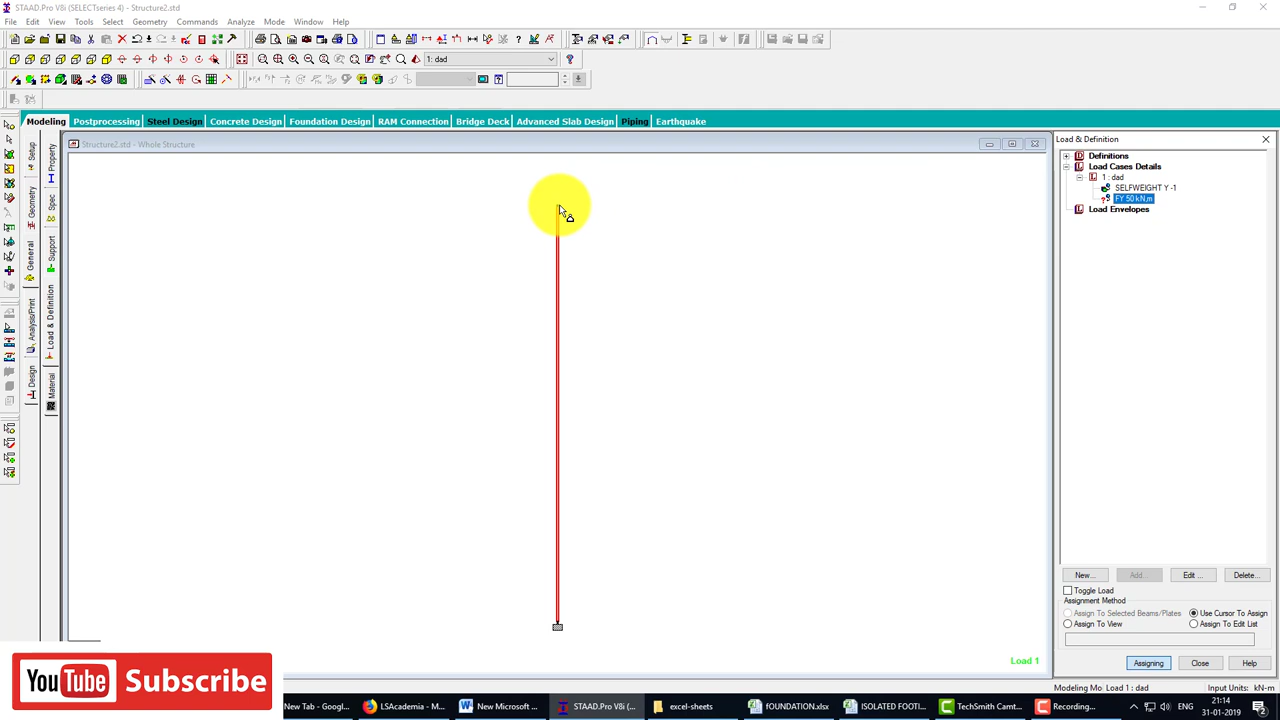 STAAD.Pro V8i (SELECTseries 4) - Structure2.std
File Edit View Tools Select Geometry Commands Analyze Mode Window Help
1: dad
Modeling Postprocessing Steel Design Concrete Design Foundation Design RAM Connection Bridge Deck Advanced Slab Design Piping Earthquake
Structure2.std - Whole Structure
Setup
Geometry
General
Analysis/Print
Design
Property
Spec
Support
Load & Definition
Material
Load 1
Load & Definition
Definitions
Load Cases Details
1 : dad
SELFWEIGHT Y -1
FY 50 kN,m
Load Envelopes
New... Add... Edit ... Delete...
Toggle Load
Assignment Method
Assign To Selected Beams/Plates Use Cursor To Assign
Assign To View Assign To Edit List
Assigning Close Help
YouTube Subscribe
Modeling Mo Load 1 : dad Input Units: kN-m
New Tab - Googl... LSAcademia - M... New Microsoft ... STAAD.Pro V8i (... excel-sheets FOUNDATION.xlsx ISOLATED FOOTI... TechSmith Camt... Recording... ENG 21:14
31-01-2019 2